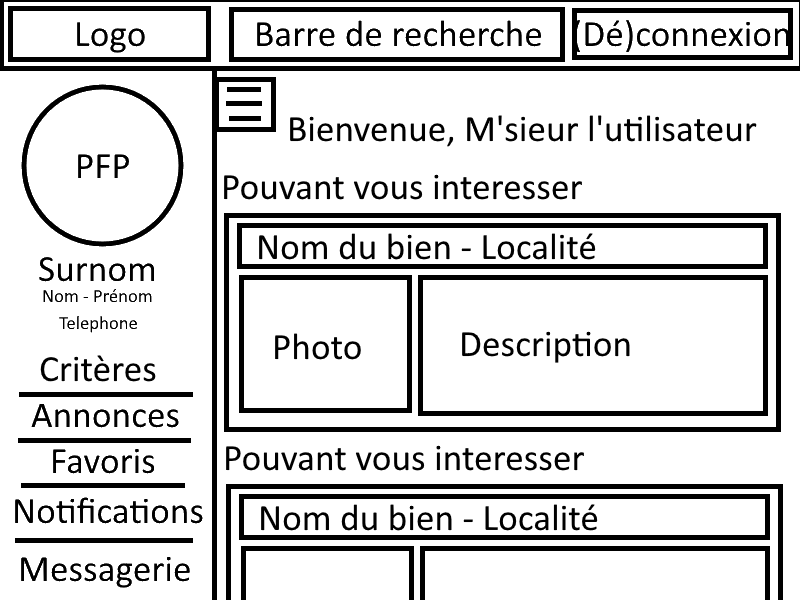 Logo
Barre de recherche
(Dé)connexion
PFP
Surnom
Nom - Prénom
Telephone
Critères
Annonces
Favoris
Notifications
Messagerie
Bienvenue, M'sieur l'utilisateur
Pouvant vous interesser
Nom du bien - Localité
Photo
Description
Pouvant vous interesser
Nom du bien - Localité